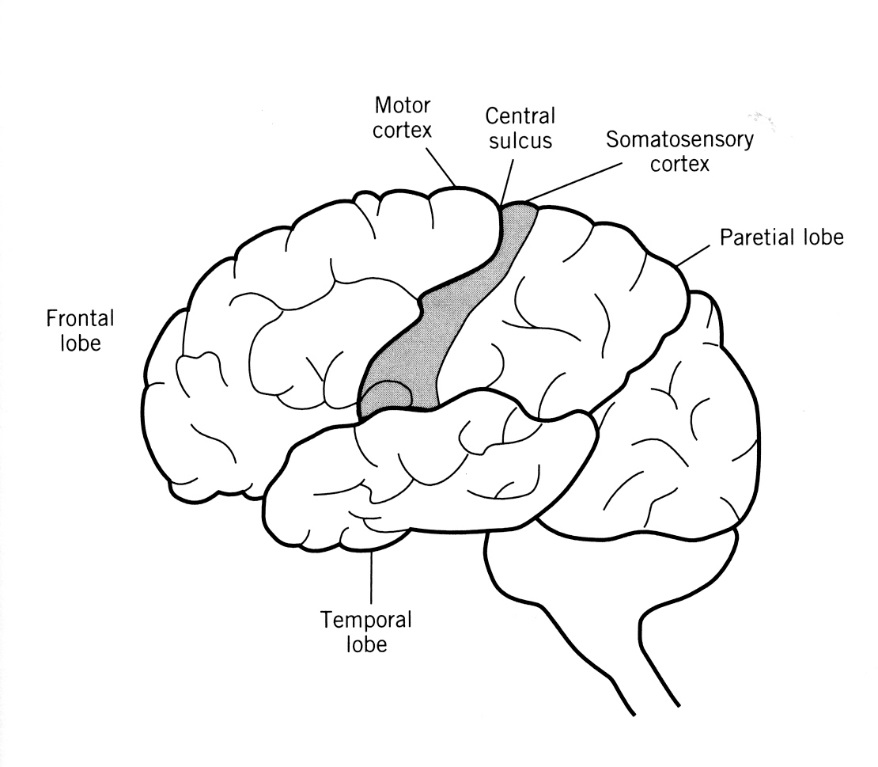 Motor
cortex
Central
sulcus
Somatosensory
cortex
Paretial lobe
Frontal
lobe
Temporal
lobe